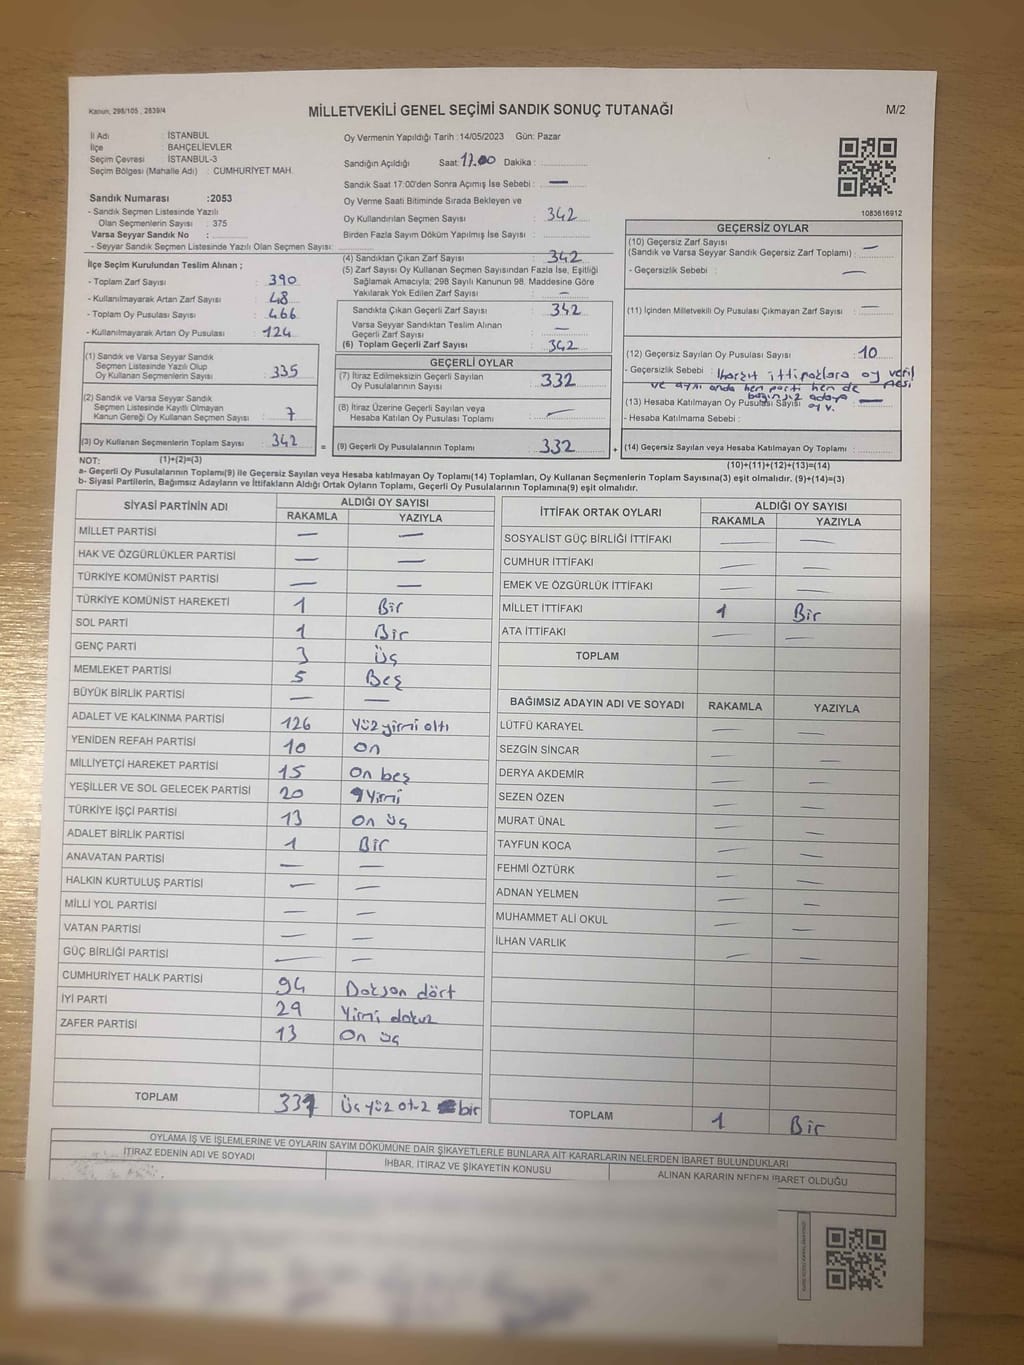 Kanun, 298/105 , 2839/4
MİLLETVEKİLİ GENEL SEÇİMİ SANDIK SONUÇ TUTANAĞI
M/2
İl Adı : İSTANBUL
İlçe : BAHÇELİEVLER
Seçim Çevresi : İSTANBUL-3
Seçim Bölgesi (Mahalle Adı) : CUMHURİYET MAH.
Sandık Numarası :2053
- Sandık Seçmen Listesinde Yazılı
Olan Seçmenlerin Sayısı : 375
Varsa Seyyar Sandık No :
- Seyyar Sandık Seçmen Listesinde Yazılı Olan Seçmen Sayısı:
Oy Vermenin Yapıldığı Tarih :14/05/2023 Gün: Pazar
Sandığın Açıldığı Saat: 17.00 Dakika :
Sandık Saat 17:00'den Sonra Açımış İse Sebebi : —
Oy Verme Saati Bitiminde Sırada Bekleyen ve
Oy Kullandırılan Seçmen Sayısı : 342
Birden Fazla Sayım Döküm Yapılmış İse Sayısı :
1083616912
İlçe Seçim Kurulundan Teslim Alınan ;
- Toplam Zarf Sayısı : 390
- Kullanılmayarak Artan Zarf Sayısı : 48
- Toplam Oy Pusulası Sayısı : 466
- Kullanılmayarak Artan Oy Pusulası : 124
(1) Sandık ve Varsa Seyyar Sandık
Seçmen Listesinde Yazılı Olup
Oy Kullanan Seçmenlerin Sayısı : 335
(2) Sandık ve Varsa Seyyar Sandık
Seçmen Listesinde Kayıtlı Olmayan
Kanun Gereği Oy Kullanan Seçmen Sayısı : 7
(3) Oy Kullanan Seçmenlerin Toplam Sayısı : 342
(4) Sandıktan Çıkan Zarf Sayısı : 342
(5) Zarf Sayısı Oy Kullanan Seçmen Sayısından Fazla İse, Eşitliği
Sağlamak Amacıyla; 298 Sayılı Kanunun 98. Maddesine Göre
Yakılarak Yok Edilen Zarf Sayısı : —
Sandıkta Çıkan Geçerli Zarf Sayısı : 342
Varsa Seyyar Sandıktan Teslim Alınan
Geçerli Zarf Sayısı : —
(6) Toplam Geçerli Zarf Sayısı : 342
GEÇERLİ OYLAR
(7) İtiraz Edilmeksizin Geçerli Sayılan
Oy Pusulalarının Sayısı : 332
(8) İtiraz Üzerine Geçerli Sayılan veya
Hesaba Katılan Oy Pusulası Toplamı : —
= (9) Geçerli Oy Pusulalarının Toplamı : 332 +
GEÇERSİZ OYLAR
(10) Geçersiz Zarf Sayısı
(Sandık ve Varsa Seyyar Sandık Geçersiz Zarf Toplamı) : —
- Geçersizlik Sebebi : —
(11) İçinden Milletvekili Oy Pusulası Çıkmayan Zarf Sayısı : —
(12) Geçersiz Sayılan Oy Pusulası Sayısı : 10
- Geçersizlik Sebebi : ittifaklara oy
ve aynı anda hem parti hem de
bağımsız adaya
oy v.
(13) Hesaba Katılmayan Oy Pusulası Sayısı : —
- Hesaba Katılmama Sebebi :
(14) Geçersiz Sayılan veya Hesaba Katılmayan Oy Toplamı :
NOT: (1)+(2)=(3)
(10)+(11)+(12)+(13)=(14)
a- Geçerli Oy Pusulalarının Toplamı(9) ile Geçersiz Sayılan veya Hesaba katılmayan Oy Toplamı(14) Toplamları, Oy Kullanan Seçmenlerin Toplam Sayısına(3) eşit olmalıdır. (9)+(14)=(3)
b- Siyasi Partilerin, Bağımsız Adayların ve İttifakların Aldığı Ortak Oyların Toplamı, Geçerli Oy Pusulalarının Toplamına(9) eşit olmalıdır.
SİYASİ PARTİNİN ADI ALDIĞI OY SAYISI
RAKAMLA YAZIYLA
MİLLET PARTİSİ — —
HAK VE ÖZGÜRLÜKLER PARTİSİ — —
TÜRKİYE KOMÜNİST PARTİSİ — —
TÜRKİYE KOMÜNİST HAREKETİ 1 Bir
SOL PARTİ 1 Bir
GENÇ PARTİ 3 Üç
MEMLEKET PARTİSİ 5 Beş
BÜYÜK BİRLİK PARTİSİ — —
ADALET VE KALKINMA PARTİSİ 126 Yüz yirmi altı
YENİDEN REFAH PARTİSİ 10 On
MİLLİYETÇİ HAREKET PARTİSİ 15 On beş
YEŞİLLER VE SOL GELECEK PARTİSİ 20 Yirmi
TÜRKİYE İŞÇİ PARTİSİ 13 On üç
ADALET BİRLİK PARTİSİ 1 Bir
ANAVATAN PARTİSİ — —
HALKIN KURTULUŞ PARTİSİ — —
MİLLİ YOL PARTİSİ — —
VATAN PARTİSİ — —
GÜÇ BİRLİĞİ PARTİSİ — —
CUMHURİYET HALK PARTİSİ 94 Doksan dört
İYİ PARTİ 29 Yirmi dokuz
ZAFER PARTİSİ 13 On üç
TOPLAM 331 Üç yüz otuz bir
İTTİFAK ORTAK OYLARI ALDIĞI OY SAYISI
RAKAMLA YAZIYLA
SOSYALİST GÜÇ BİRLİĞİ İTTİFAKI — —
CUMHUR İTTİFAKI — —
EMEK VE ÖZGÜRLÜK İTTİFAKI — —
MİLLET İTTİFAKI 1 Bir
ATA İTTİFAKI — —
TOPLAM
BAĞIMSIZ ADAYIN ADI VE SOYADI RAKAMLA YAZIYLA
LÜTFÜ KARAYEL — —
SEZGİN SİNCAR — —
DERYA AKDEMİR — —
SEZEN ÖZEN — —
MURAT ÜNAL — —
TAYFUN KOCA — —
FEHMİ ÖZTÜRK — —
ADNAN YELMEN — —
MUHAMMET ALİ OKUL — —
İLHAN VARLIK — —
TOPLAM 1 Bir
OYLAMA İŞ VE İŞLEMLERİNE VE OYLARIN SAYIM DÖKÜMÜNE DAİR ŞİKAYETLERLE BUNLARA AİT KARARLARIN NELERDEN İBARET BULUNDUKLARI
İTİRAZ EDENİN ADI VE SOYADI İHBAR, İTİRAZ VE ŞİKAYETİN KONUSU ALINAN KARARIN NEDEN İBARET OLDUĞU